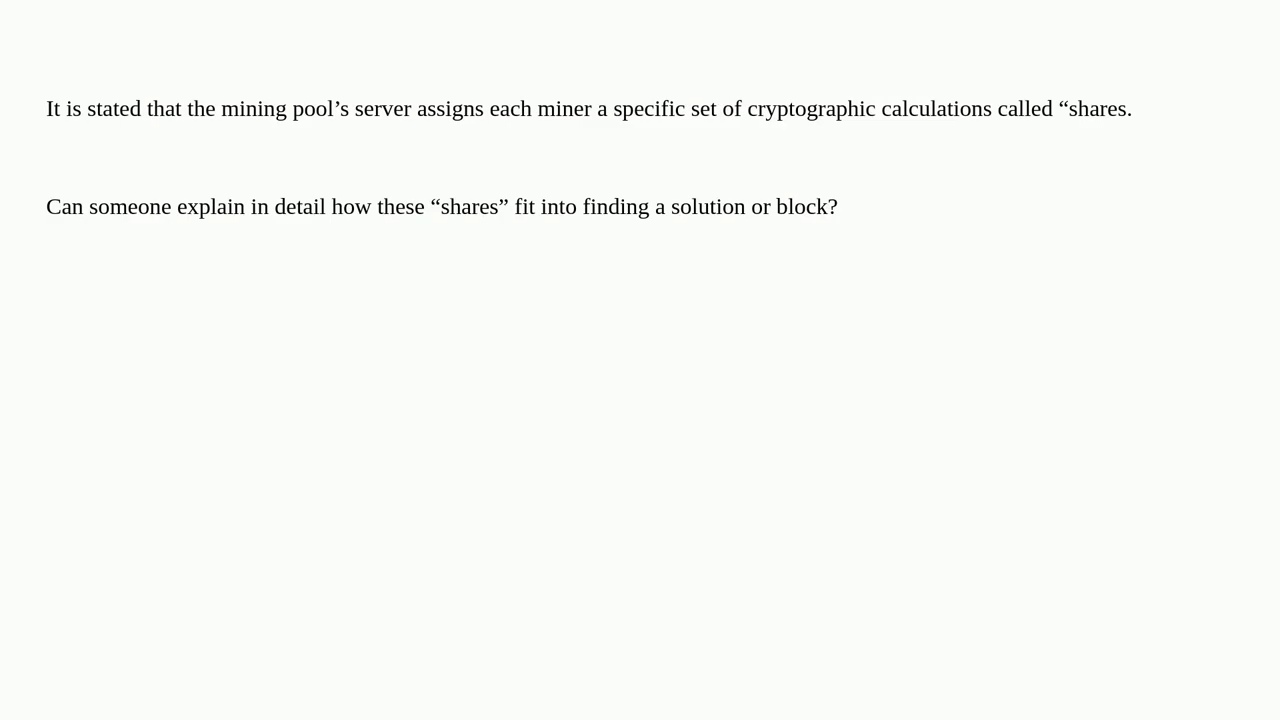 It is stated that the mining pool’s server assigns each miner a specific set of cryptographic calculations called “shares.
Can someone explain in detail how these “shares” fit into finding a solution or block?